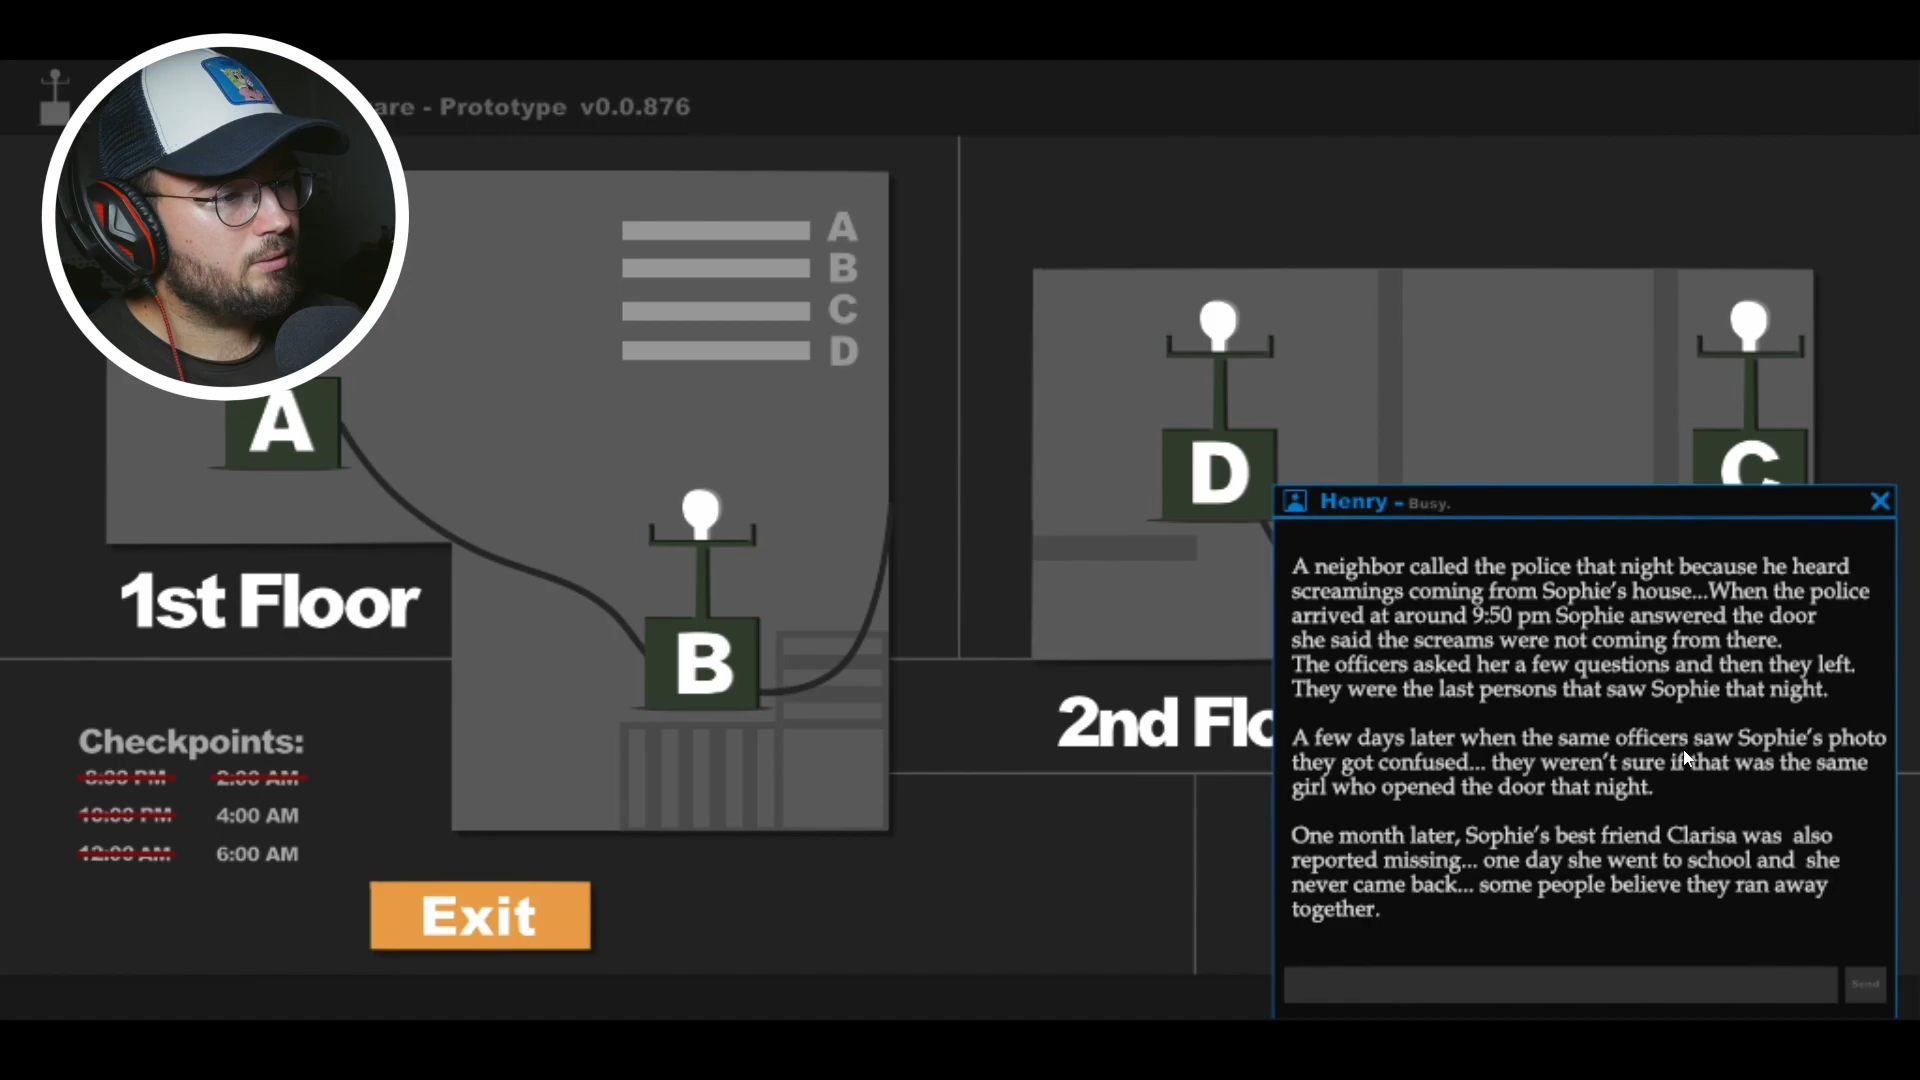 are - Prototype v0.0.876
A
B
C
D
A
B
D
C
1st Floor
2nd Flo
Checkpoints:
8:00 PM 2:00 AM
10:00 PM 4:00 AM
12:00 AM 6:00 AM
Exit
Henry - Busy.
A neighbor called the police that night because he heard
screamings coming from Sophie's house...When the police
arrived at around 9:50 pm Sophie answered the door
she said the screams were not coming from there.
The officers asked her a few questions and then they left.
They were the last persons that saw Sophie that night.
A few days later when the same officers saw Sophie's photo
they got confused... they weren't sure if that was the same
girl who opened the door that night.
One month later, Sophie's best friend Clarisa was also
reported missing... one day she went to school and she
never came back... some people believe they ran away
together.
Send